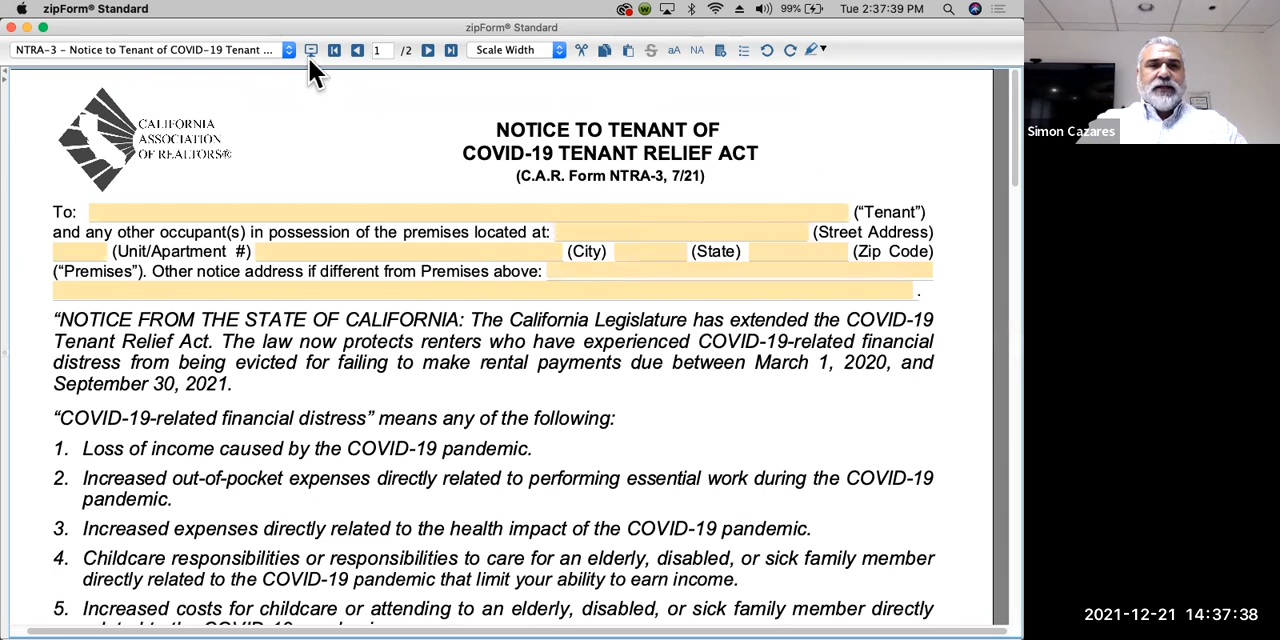 zipForm® Standard
99%
Tue 2:37:39 PM
zipForm® Standard
NTRA-3 - Notice to Tenant of COVID-19 Tenant ...
1
/2
Scale Width
S
aA
NA
Simon Cazares
CALIFORNIA
ASSOCIATION
OF REALTORS®
NOTICE TO TENANT OF
COVID-19 TENANT RELIEF ACT
(C.A.R. Form NTRA-3, 7/21)
To: (“Tenant”)
and any other occupant(s) in possession of the premises located at: (Street Address)
(Unit/Apartment #) (City) (State) (Zip Code)
(“Premises”). Other notice address if different from Premises above:
.
“NOTICE FROM THE STATE OF CALIFORNIA: The California Legislature has extended the COVID-19
Tenant Relief Act. The law now protects renters who have experienced COVID-19-related financial
distress from being evicted for failing to make rental payments due between March 1, 2020, and
September 30, 2021.
“COVID-19-related financial distress” means any of the following:
1. Loss of income caused by the COVID-19 pandemic.
2. Increased out-of-pocket expenses directly related to performing essential work during the COVID-19
pandemic.
3. Increased expenses directly related to the health impact of the COVID-19 pandemic.
4. Childcare responsibilities or responsibilities to care for an elderly, disabled, or sick family member
directly related to the COVID-19 pandemic that limit your ability to earn income.
5. Increased costs for childcare or attending to an elderly, disabled, or sick family member directly
2021-12-21 14:37:38